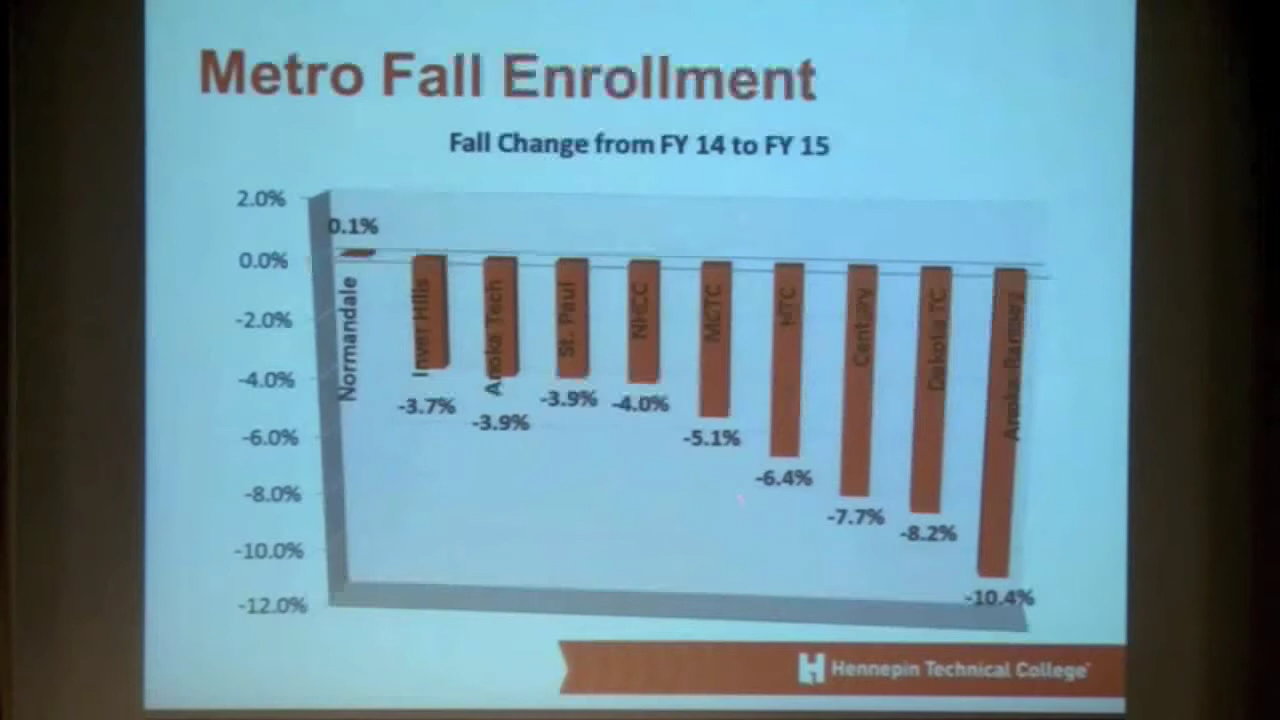 Metro Fall Enrollment
Fall Change from FY 14 to FY 15
2.0%
0.0%
-2.0%
-4.0%
-6.0%
-8.0%
-10.0%
-12.0%
0.1%
Normandale
Inver Hills
-3.7%
Anoka Tech
-3.9%
St. Paul
-3.9%
NHCC
-4.0%
MCTC
-5.1%
HTC
-6.4%
Century
-7.7%
Dakota TC
-8.2%
Anoka Ramsey
-10.4%
Hennepin Technical College